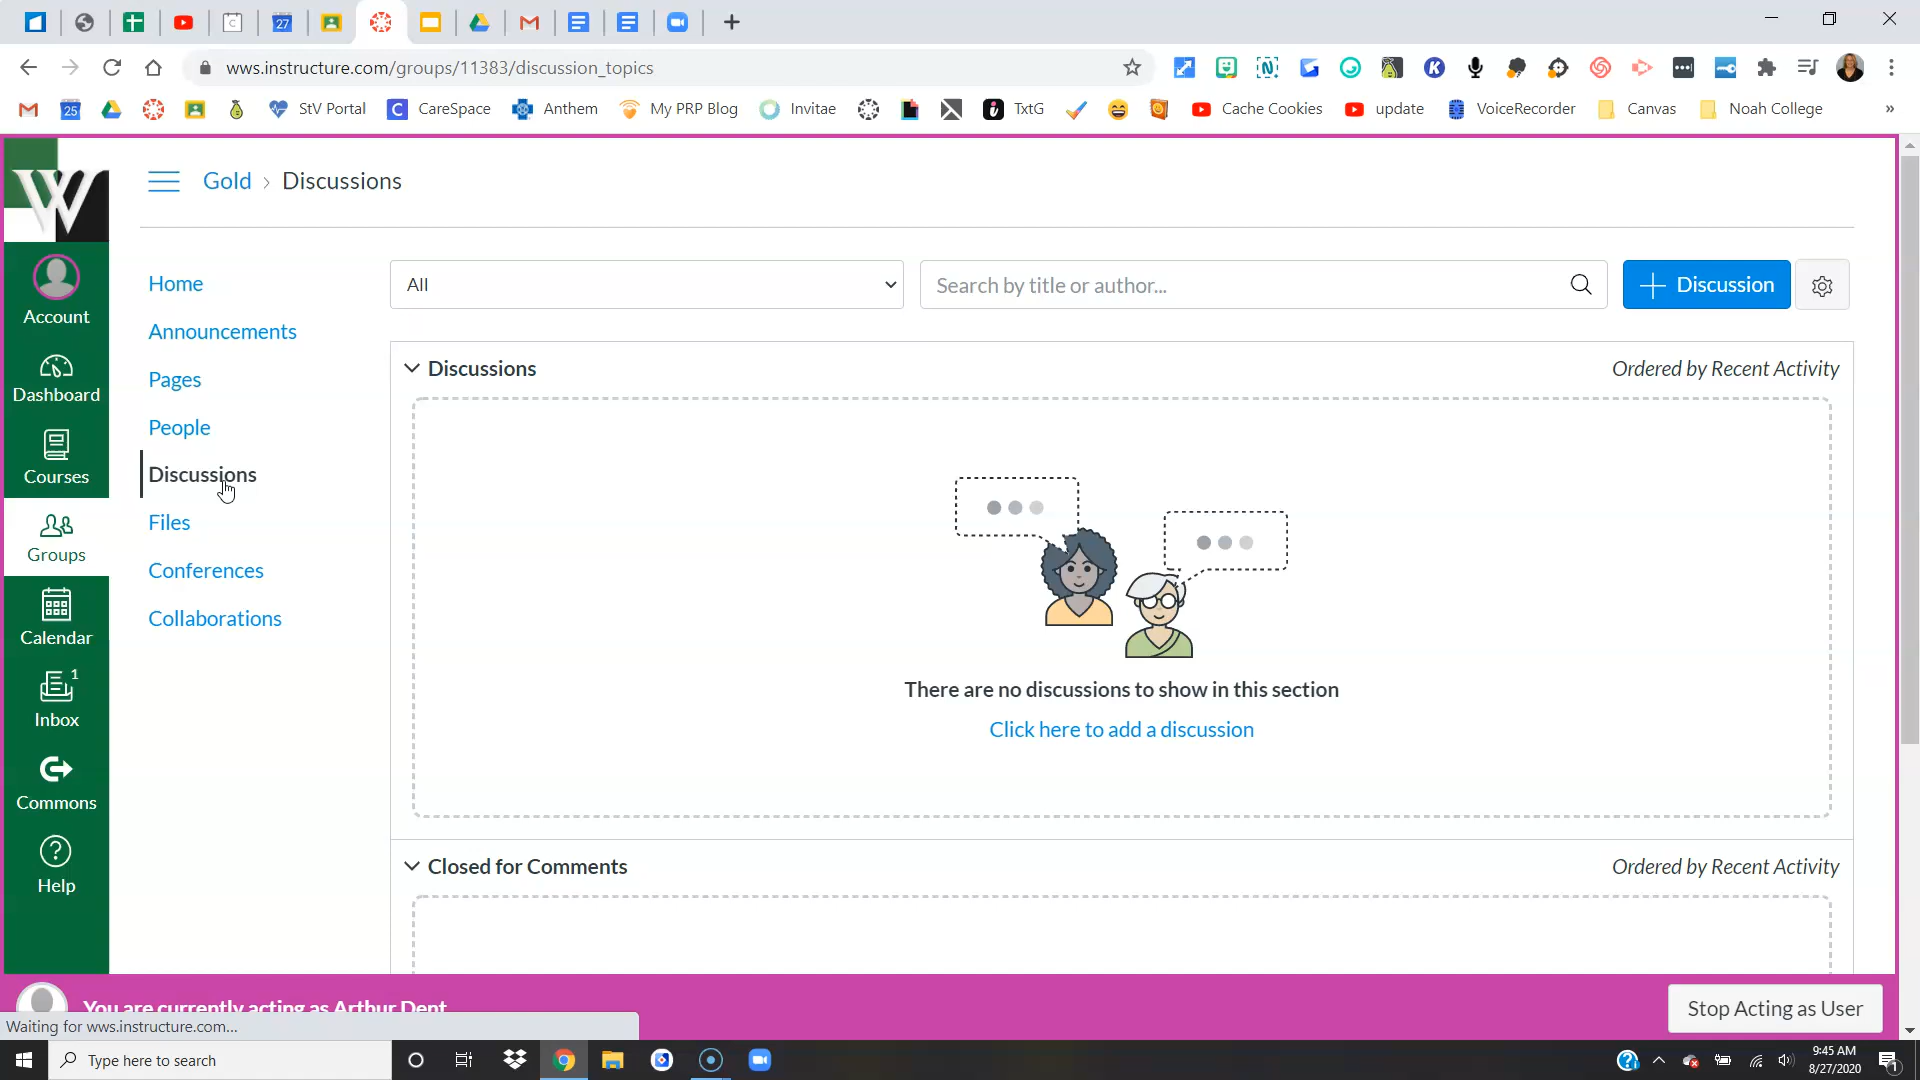 27
wws.instructure.com/groups/11383/discussion_topics
25
StV Portal
CareSpace
Anthem
My PRP Blog
Invitae
TxtG
Cache Cookies
update
VoiceRecorder
Canvas
Noah College
»
W
Gold › Discussions
Account
Dashboard
Courses
Groups
Calendar
1
Inbox
Commons
Help
Home
Announcements
Pages
People
Discussions
Files
Conferences
Collaborations
All
Search by title or author...
Discussion
Discussions
Ordered by Recent Activity
There are no discussions to show in this section
Click here to add a discussion
Closed for Comments
Ordered by Recent Activity
You are currently acting as Arthur Dent
Stop Acting as User
Waiting for wws.instructure.com...
Type here to search
9:45 AM
8/27/2020
1